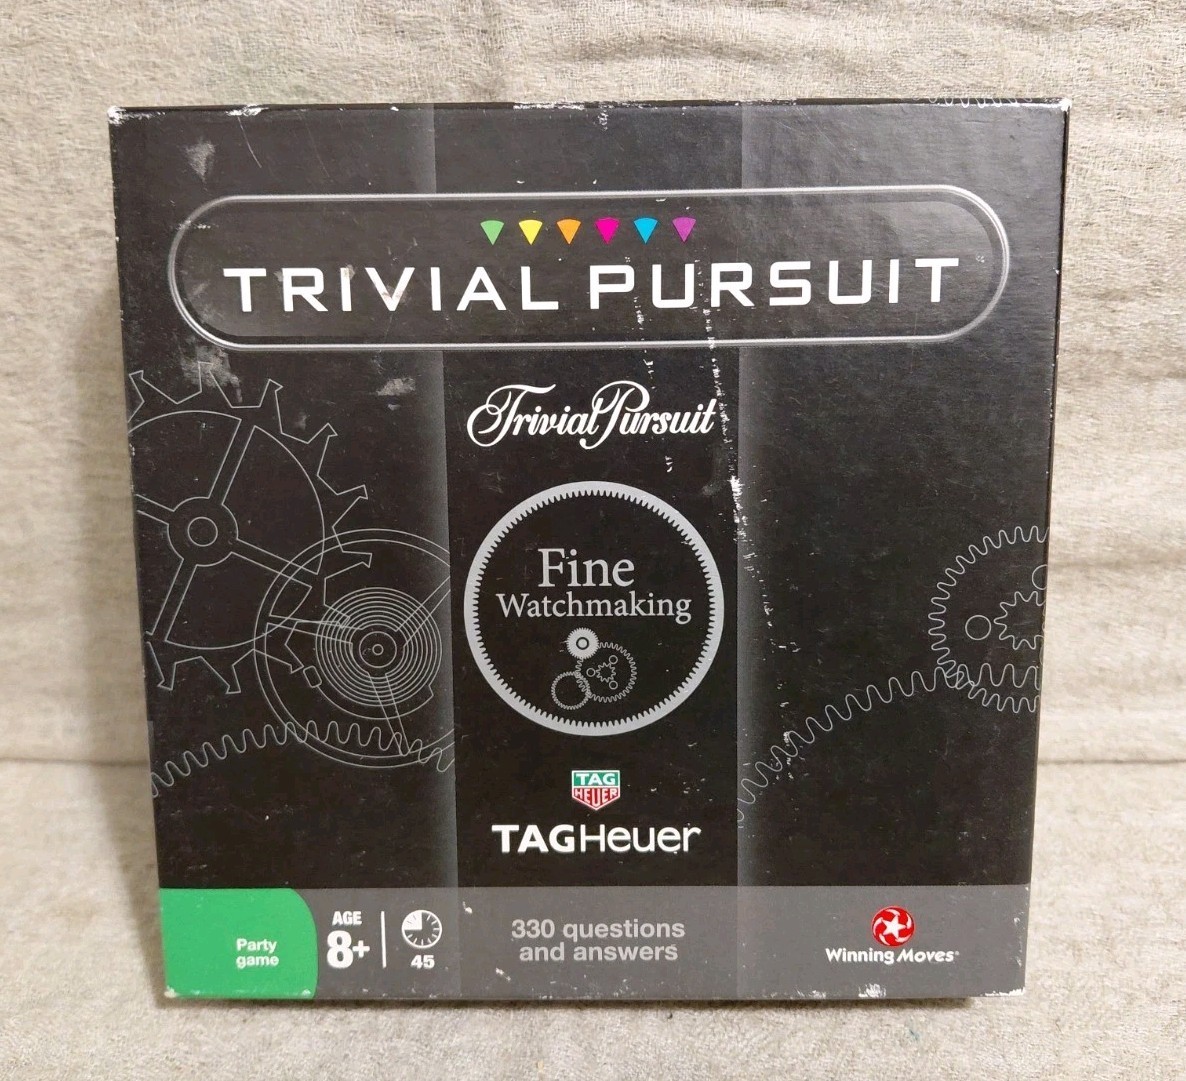 TRIVIAL PURSUIT
Trivial Pursuit
Fine
Watchmaking
TAG
HEUER
TAGHeuer
Party
game
AGE
8+
45
330 questions
and answers
Winning Moves